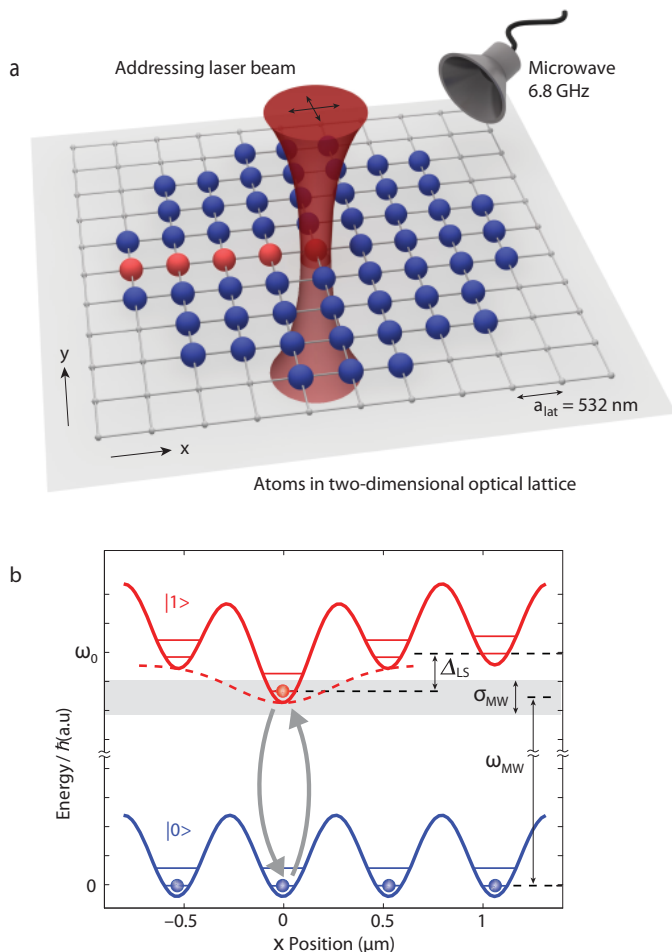 a
Addressing laser beam
Microwave
6.8 GHz
y
x
a_lat = 532 nm
Atoms in two-dimensional optical lattice
b
|1>
ω₀
Δ_LS
σ_MW
ω_MW
Energy / ℏ(a.u)
|0>
0
−0.5
0
0.5
1
x Position (μm)